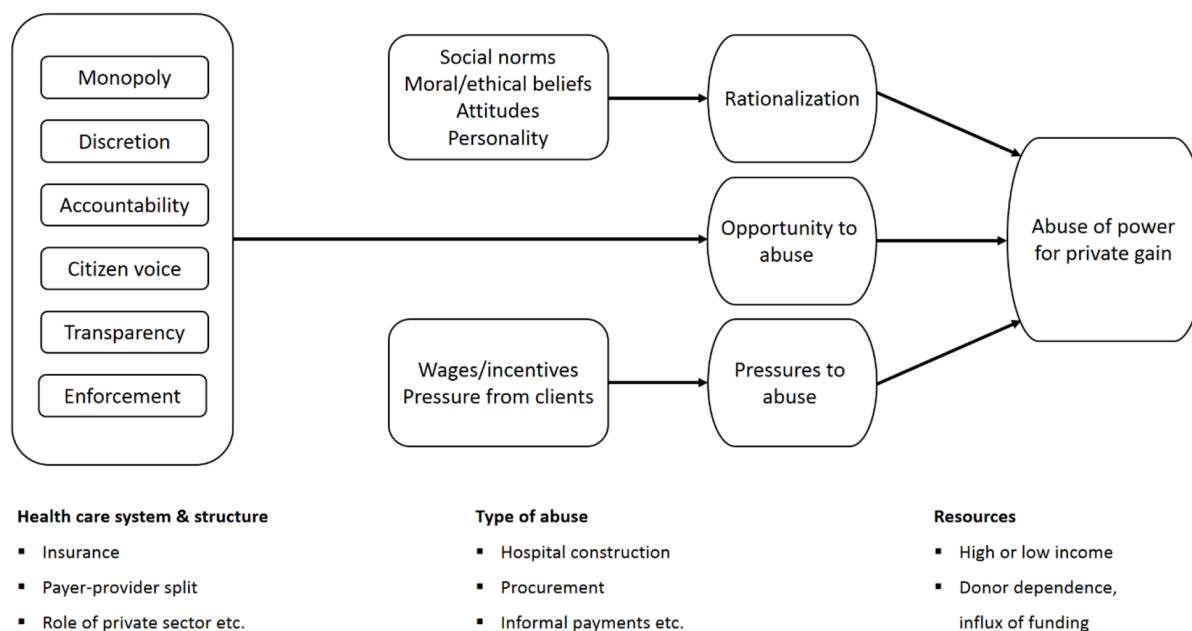 Monopoly
Discretion
Accountability
Citizen voice
Transparency
Enforcement
Social norms
Moral/ethical beliefs
Attitudes
Personality
Rationalization
Opportunity to
abuse
Wages/incentives
Pressure from clients
Pressures to
abuse
Abuse of power
for private gain
Health care system & structure
▪ Insurance
▪ Payer-provider split
▪ Role of private sector etc.
Type of abuse
▪ Hospital construction
▪ Procurement
▪ Informal payments etc.
Resources
▪ High or low income
▪ Donor dependence,
influx of funding